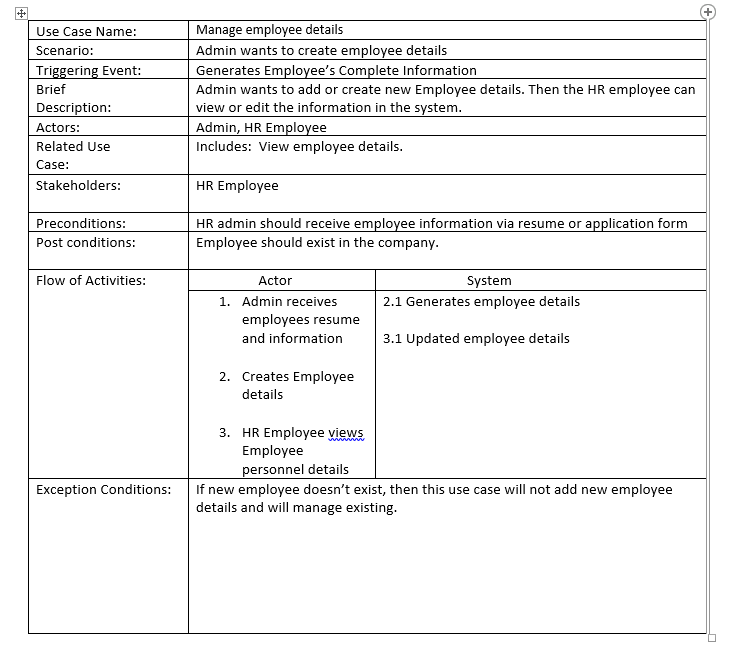 Use Case Name: Manage employee details
Scenario: Admin wants to create employee details
Triggering Event: Generates Employee’s Complete Information
Brief
Description:
Admin wants to add or create new Employee details. Then the HR employee can
view or edit the information in the system.
Actors: Admin, HR Employee
Related Use
Case:
Includes:  View employee details.
Stakeholders: HR Employee
Preconditions: HR admin should receive employee information via resume or application form
Post conditions: Employee should exist in the company.
Flow of Activities:
Actor
1. Admin receives
employees resume
and information
2. Creates Employee
details
3. HR Employee views
Employee
personnel details
System
2.1 Generates employee details
3.1 Updated employee details
Exception Conditions:
If new employee doesn’t exist, then this use case will not add new employee
details and will manage existing.